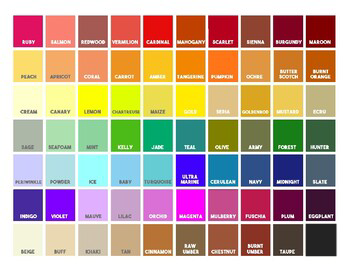 RUBY SALMON REDWOOD VERMILION CARDINAL MAHOGANY SCARLET SIENNA BURGUNDY MAROON
PEACH APRICOT CORAL CARROT AMBER TANGERINE PUMPKIN OCHRE BUTTER SCOTCH BURNT ORANGE
CREAM CANARY LEMON CHARTREUSE MAIZE GOLD SEPIA GOLDENROD MUSTARD ECRU
SAGE SEAFOAM MINT KELLY JADE TEAL OLIVE ARMY FOREST HUNTER
PERIWINKLE POWDER ICE BABY TURQUOISE ULTRA MARINE CERULEAN NAVY MIDNIGHT SLATE
INDIGO VIOLET MAUVE LILAC ORCHID MAGENTA MULBERRY FUSCHIA PLUM EGGPLANT
BEIGE BUFF KHAKI TAN CINNAMON RAW UMBER CHESTNUT BURNT UMBER TAUPE